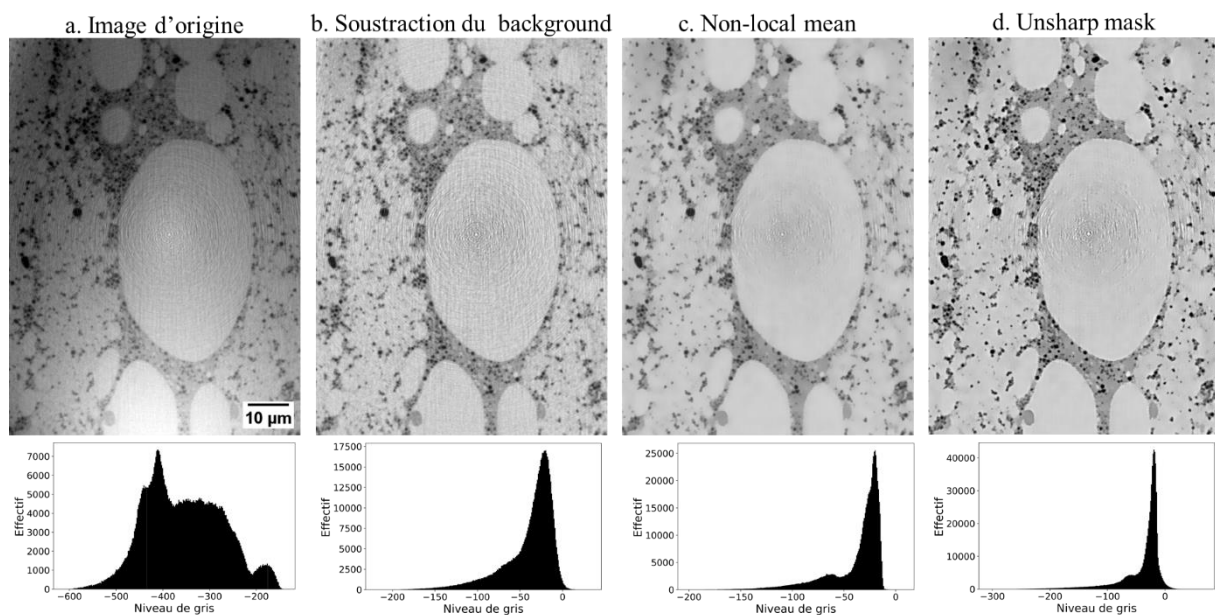 a. Image d’origine
b. Soustraction du background
c. Non-local mean
d. Unsharp mask
10 µm
7000
6000
5000
4000
3000
2000
1000
0
Effectif
−600 −500 −400 −300 −200
Niveau de gris
17500
15000
12500
10000
7500
5000
2500
0
Effectif
−200 −150 −100 −50 0
Niveau de gris
25000
20000
15000
10000
5000
0
Effectif
−200 −150 −100 −50 0
Niveau de gris
40000
30000
20000
10000
0
Effectif
−300 −200 −100 0
Niveau de gris